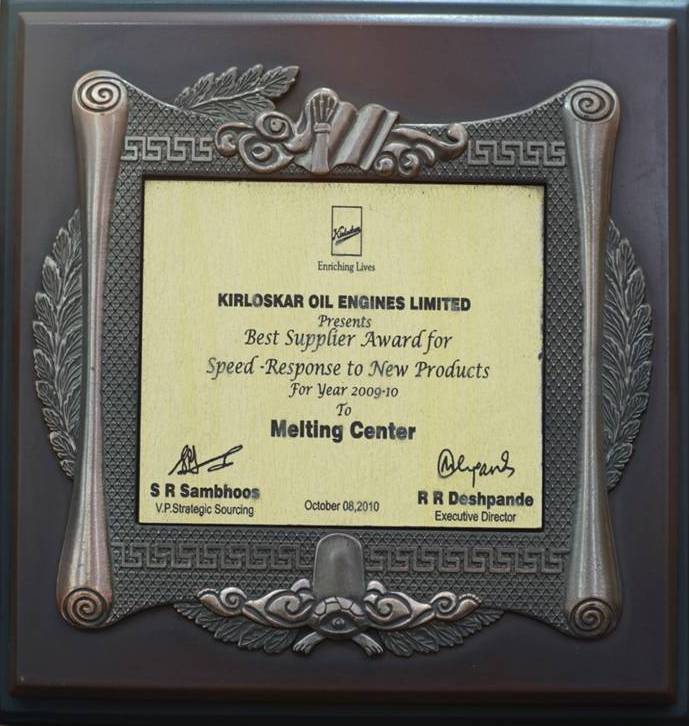 Kirloskar
Enriching Lives
KIRLOSKAR OIL ENGINES LIMITED
Presents
Best Supplier Award for
Speed -Response to New Products
For Year 2009-10
To
Melting Center
S R Sambhoos
V.P.Strategic Sourcing
October 08,2010
R R Deshpande
Executive Director